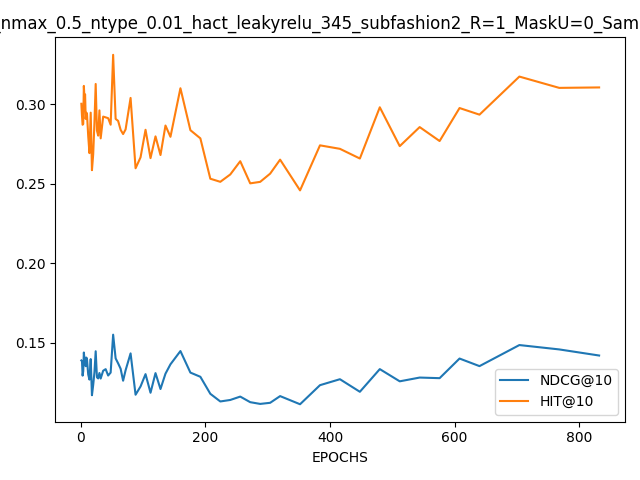 _nmax_0.5_ntype_0.01_hact_leakyrelu_345_subfashion2_R=1_MaskU=0_Sam
0.30
0.25
0.20
0.15
NDCG@10
HIT@10
0 200 400 600 800
EPOCHS